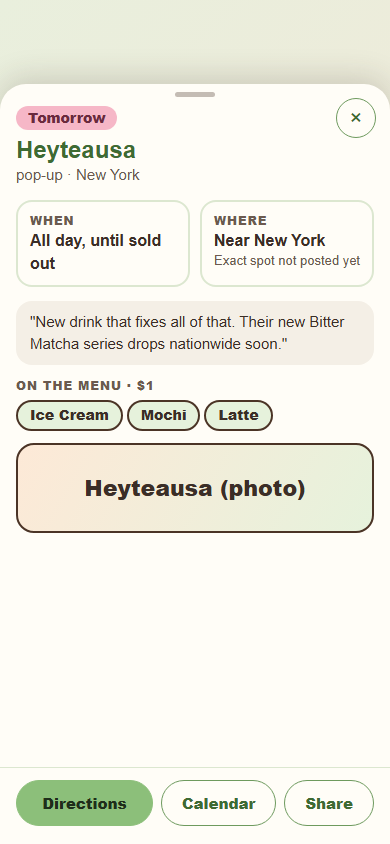 Tomorrow
✕
Heyteausa
pop-up · New York
WHEN
All day, until sold
out
WHERE
Near New York
Exact spot not posted yet
"New drink that fixes all of that. Their new Bitter
Matcha series drops nationwide soon."
ON THE MENU · $1
Ice Cream
Mochi
Latte
Heyteausa (photo)
Directions
Calendar
Share